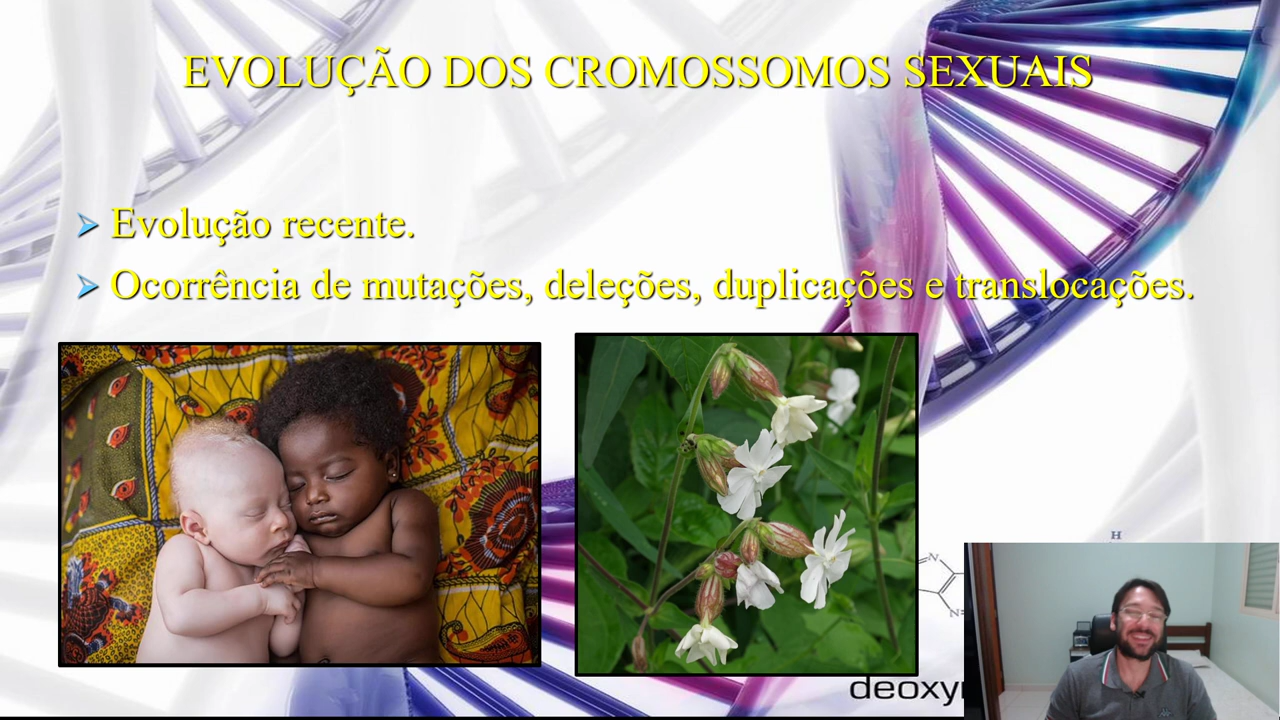 EVOLUÇÃO DOS CROMOSSOMOS SEXUAIS
Evolução recente.
Ocorrência de mutações, deleções, duplicações e translocações.
H
N
N
deoxy